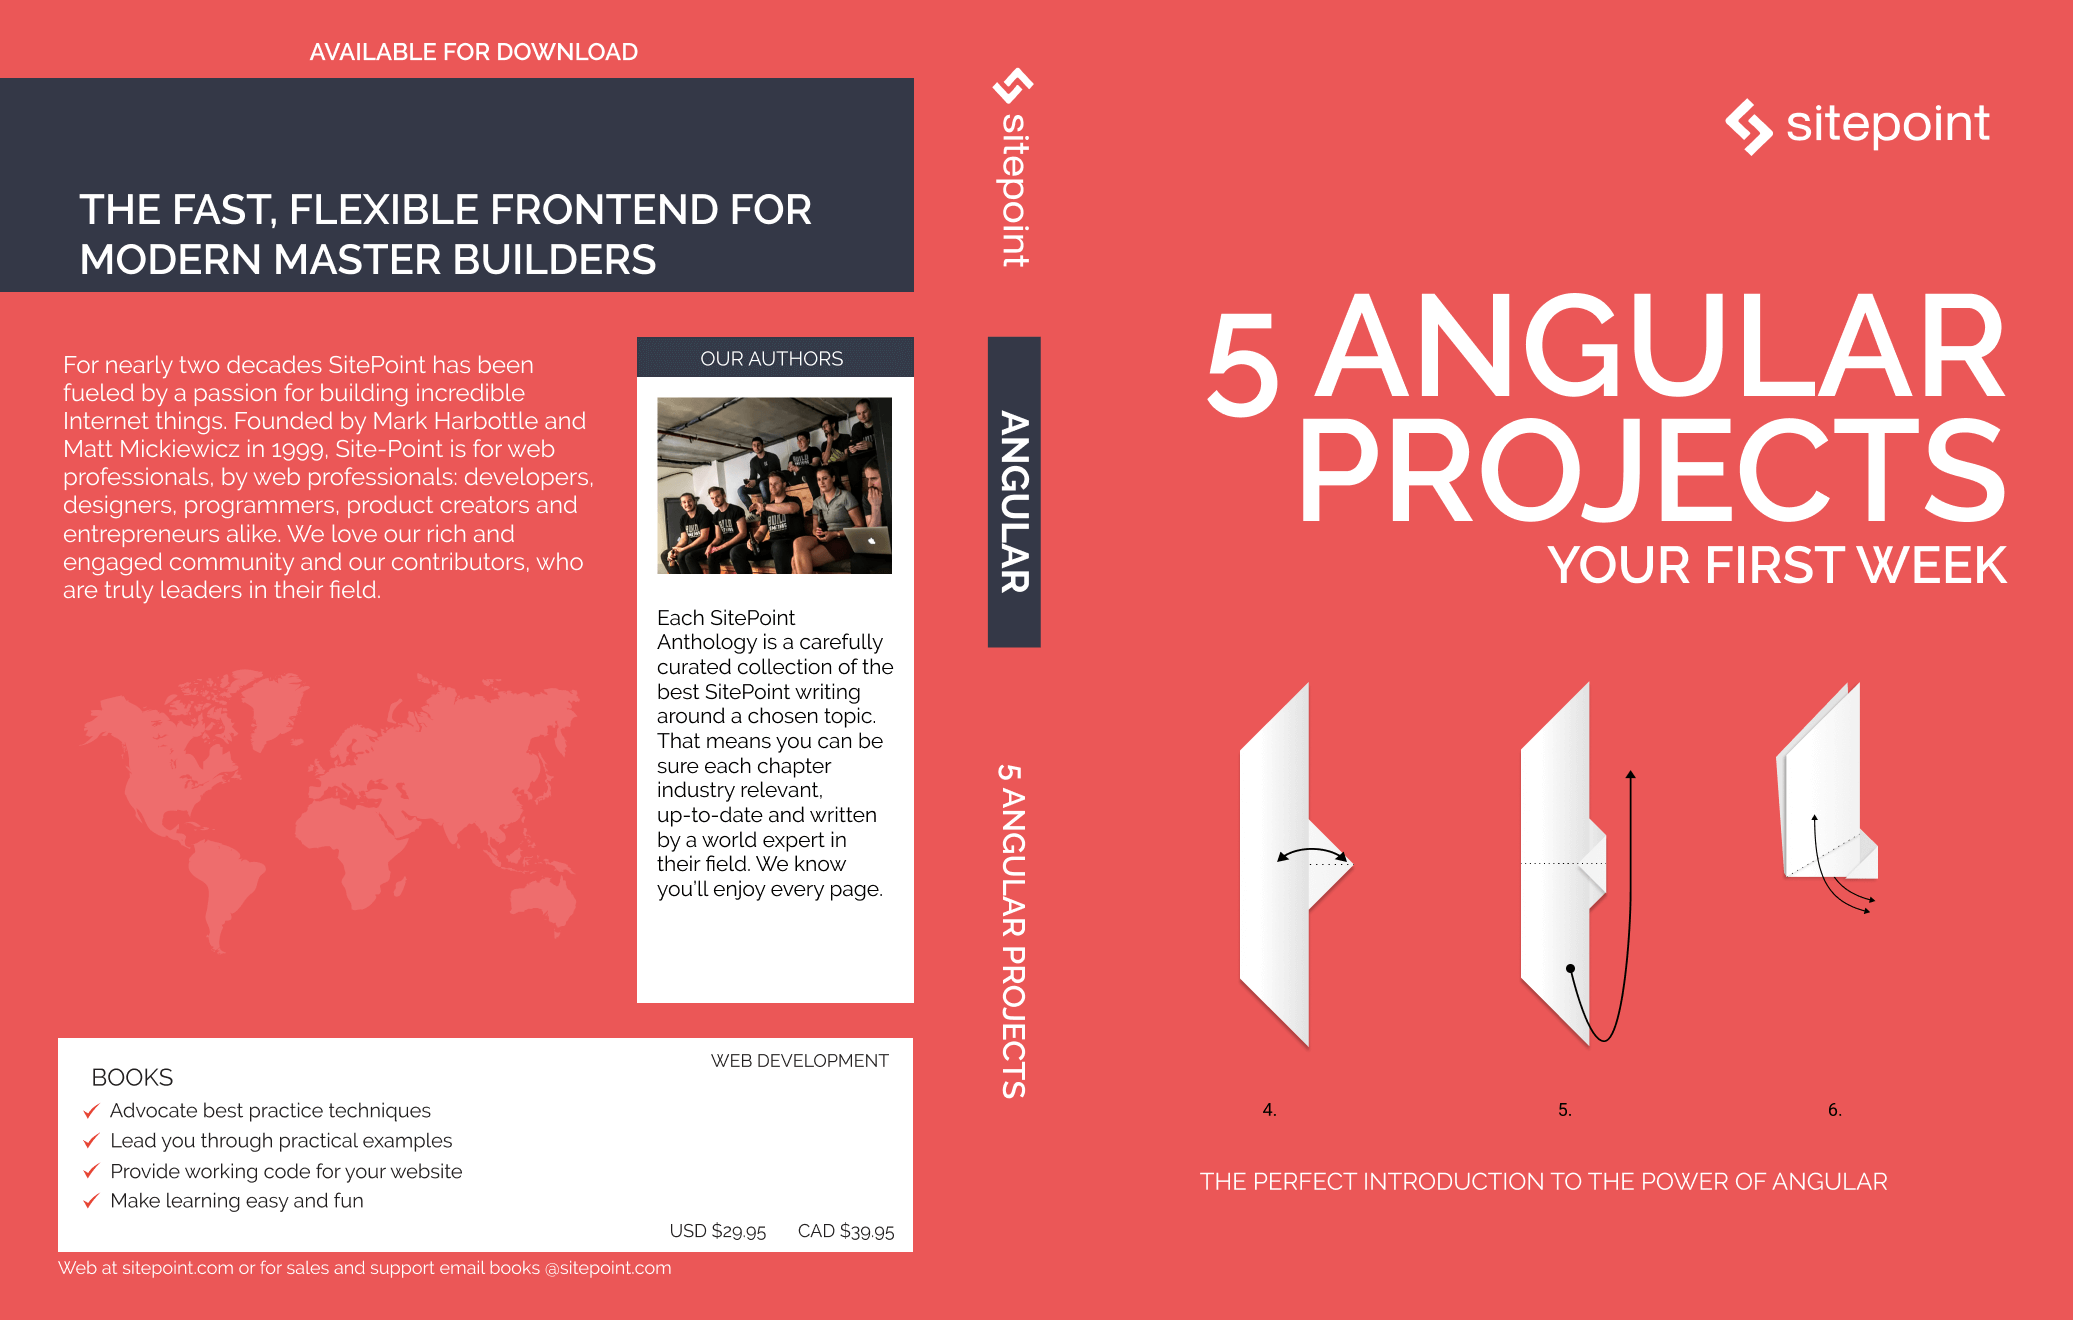 AVAILABLE FOR DOWNLOAD
THE FAST, FLEXIBLE FRONTEND FOR
MODERN MASTER BUILDERS
For nearly two decades SitePoint has been
fueled by a passion for building incredible
Internet things. Founded by Mark Harbottle and
Matt Mickiewicz in 1999, Site-Point is for web
professionals, by web professionals: developers,
designers, programmers, product creators and
entrepreneurs alike. We love our rich and
engaged community and our contributors, who
are truly leaders in their field.
OUR AUTHORS
Each SitePoint
Anthology is a carefully
curated collection of the
best SitePoint writing
around a chosen topic.
That means you can be
sure each chapter
industry relevant,
up-to-date and written
by a world expert in
their field. We know
you'll enjoy every page.
WEB DEVELOPMENT
BOOKS
Advocate best practice techniques
Lead you through practical examples
Provide working code for your website
Make learning easy and fun
USD $29.95 CAD $39.95
Web at sitepoint.com or for sales and support email books @sitepoint.com
sitepoint
ANGULAR
5 ANGULAR PROJECTS
sitepoint
5 ANGULAR
PROJECTS
YOUR FIRST WEEK
4. 5. 6.
THE PERFECT INTRODUCTION TO THE POWER OF ANGULAR